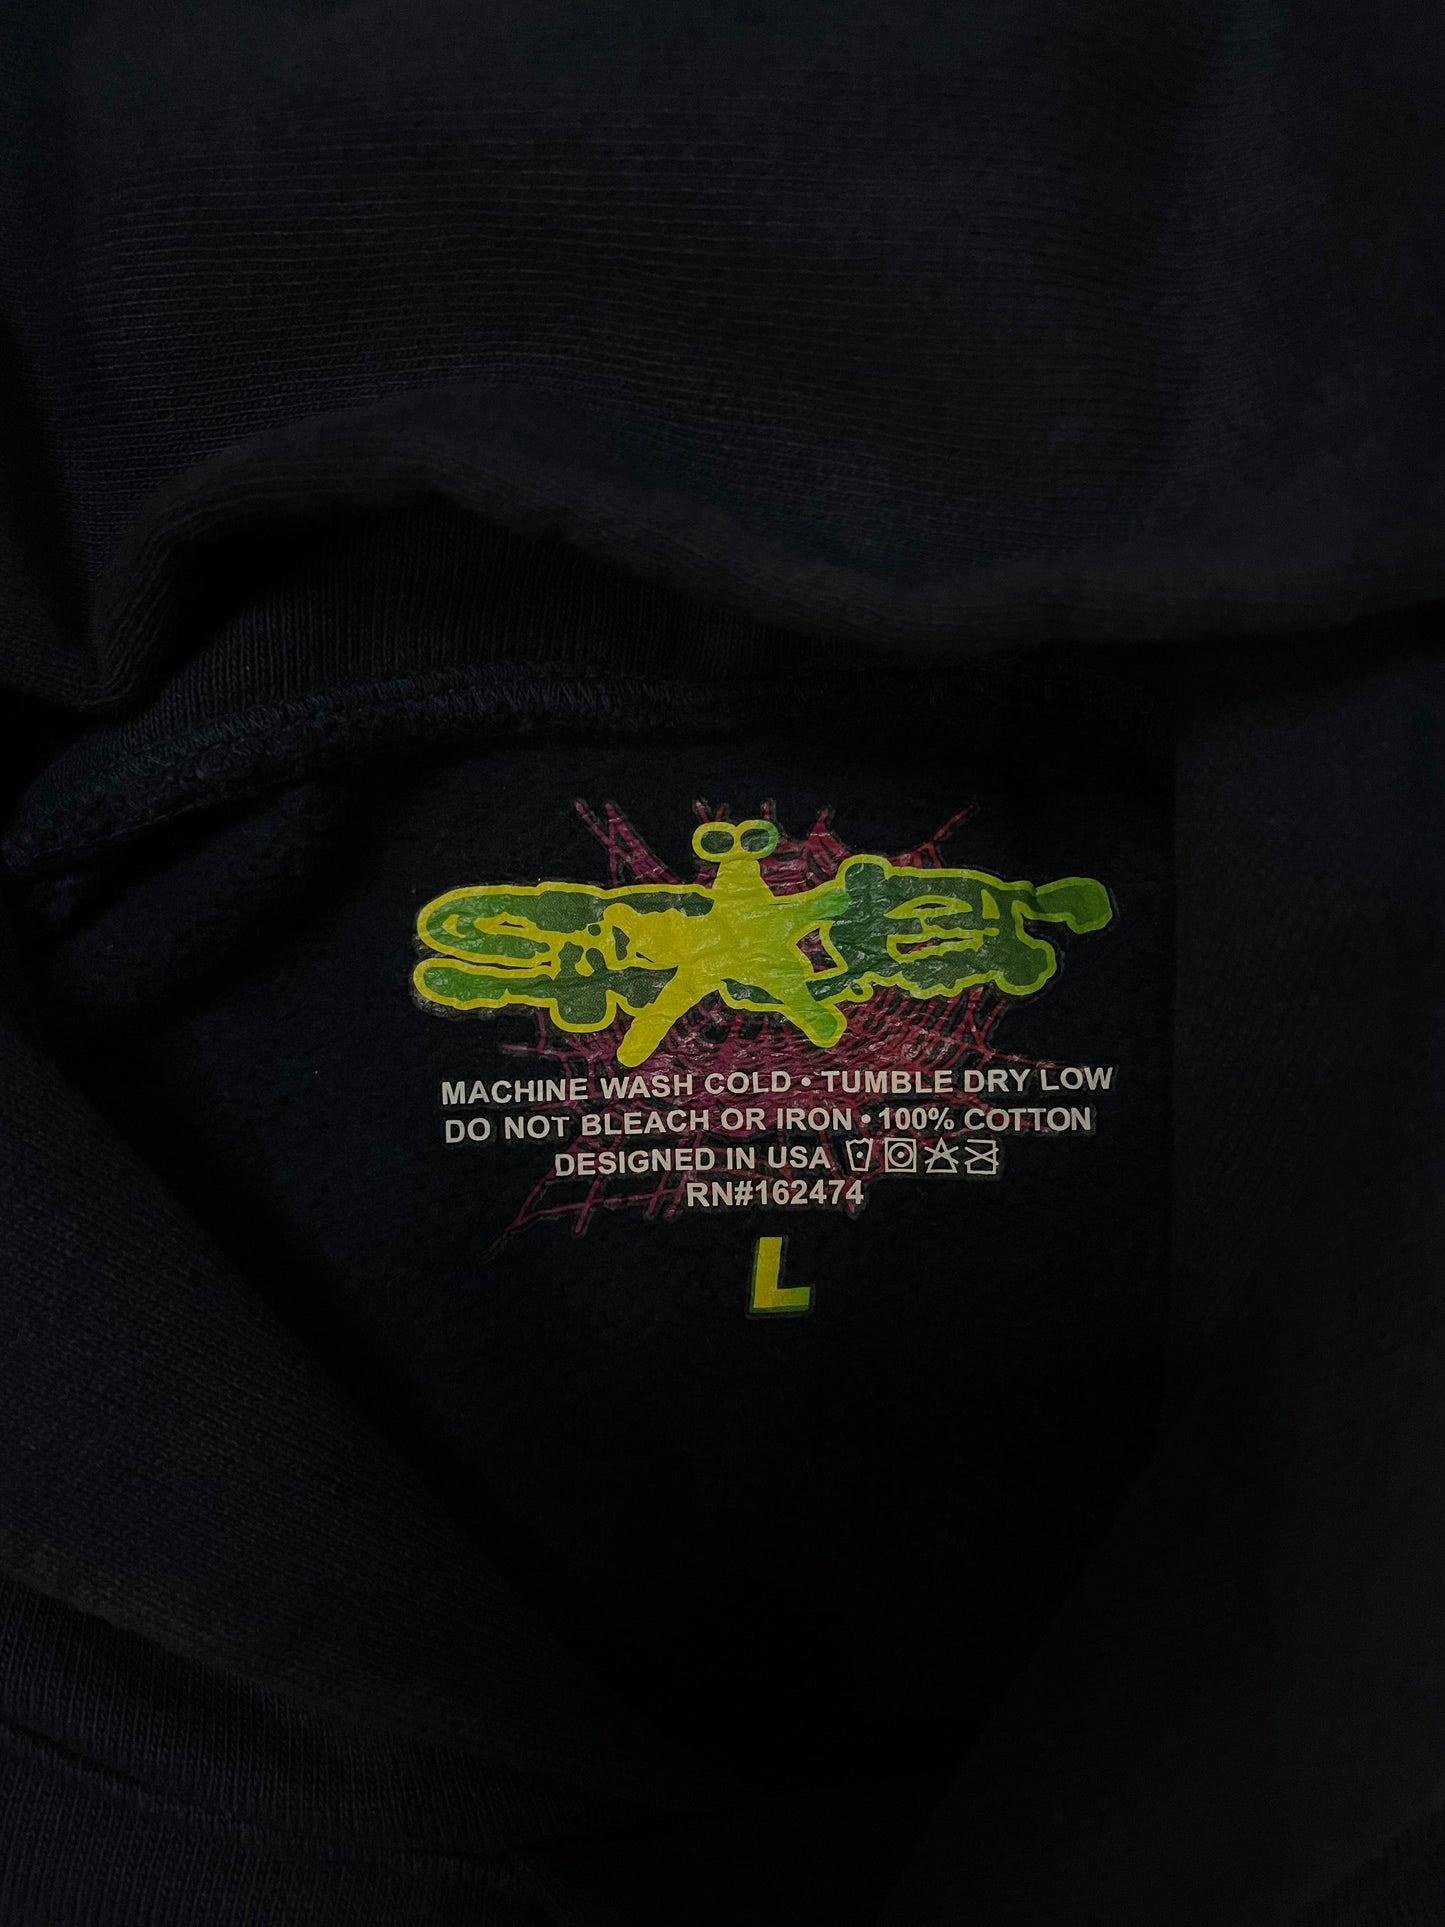 MACHINE WASH COLD • TUMBLE DRY LOW
DO NOT BLEACH OR IRON • 100% COTTON
DESIGNED IN USA
RN#162474
L